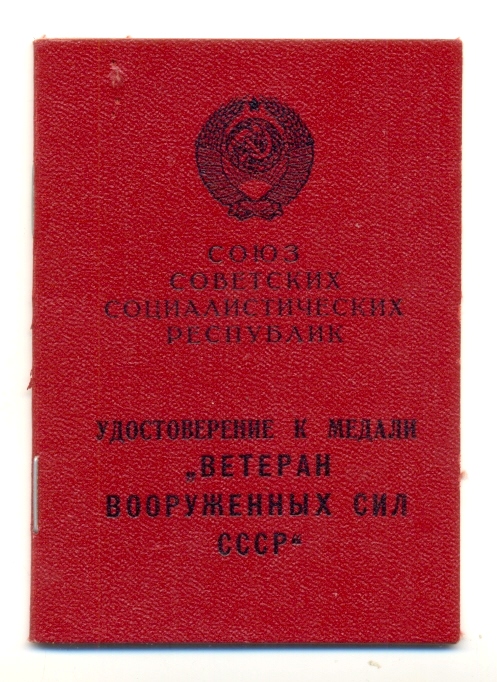 СОЮЗ
СОВЕТСКИХ
СОЦИАЛИСТИЧЕСКИХ
РЕСПУБЛИК
УДОСТОВЕРЕНИЕ К МЕДАЛИ
„ВЕТЕРАН
ВООРУЖЕННЫХ СИЛ
СССР“